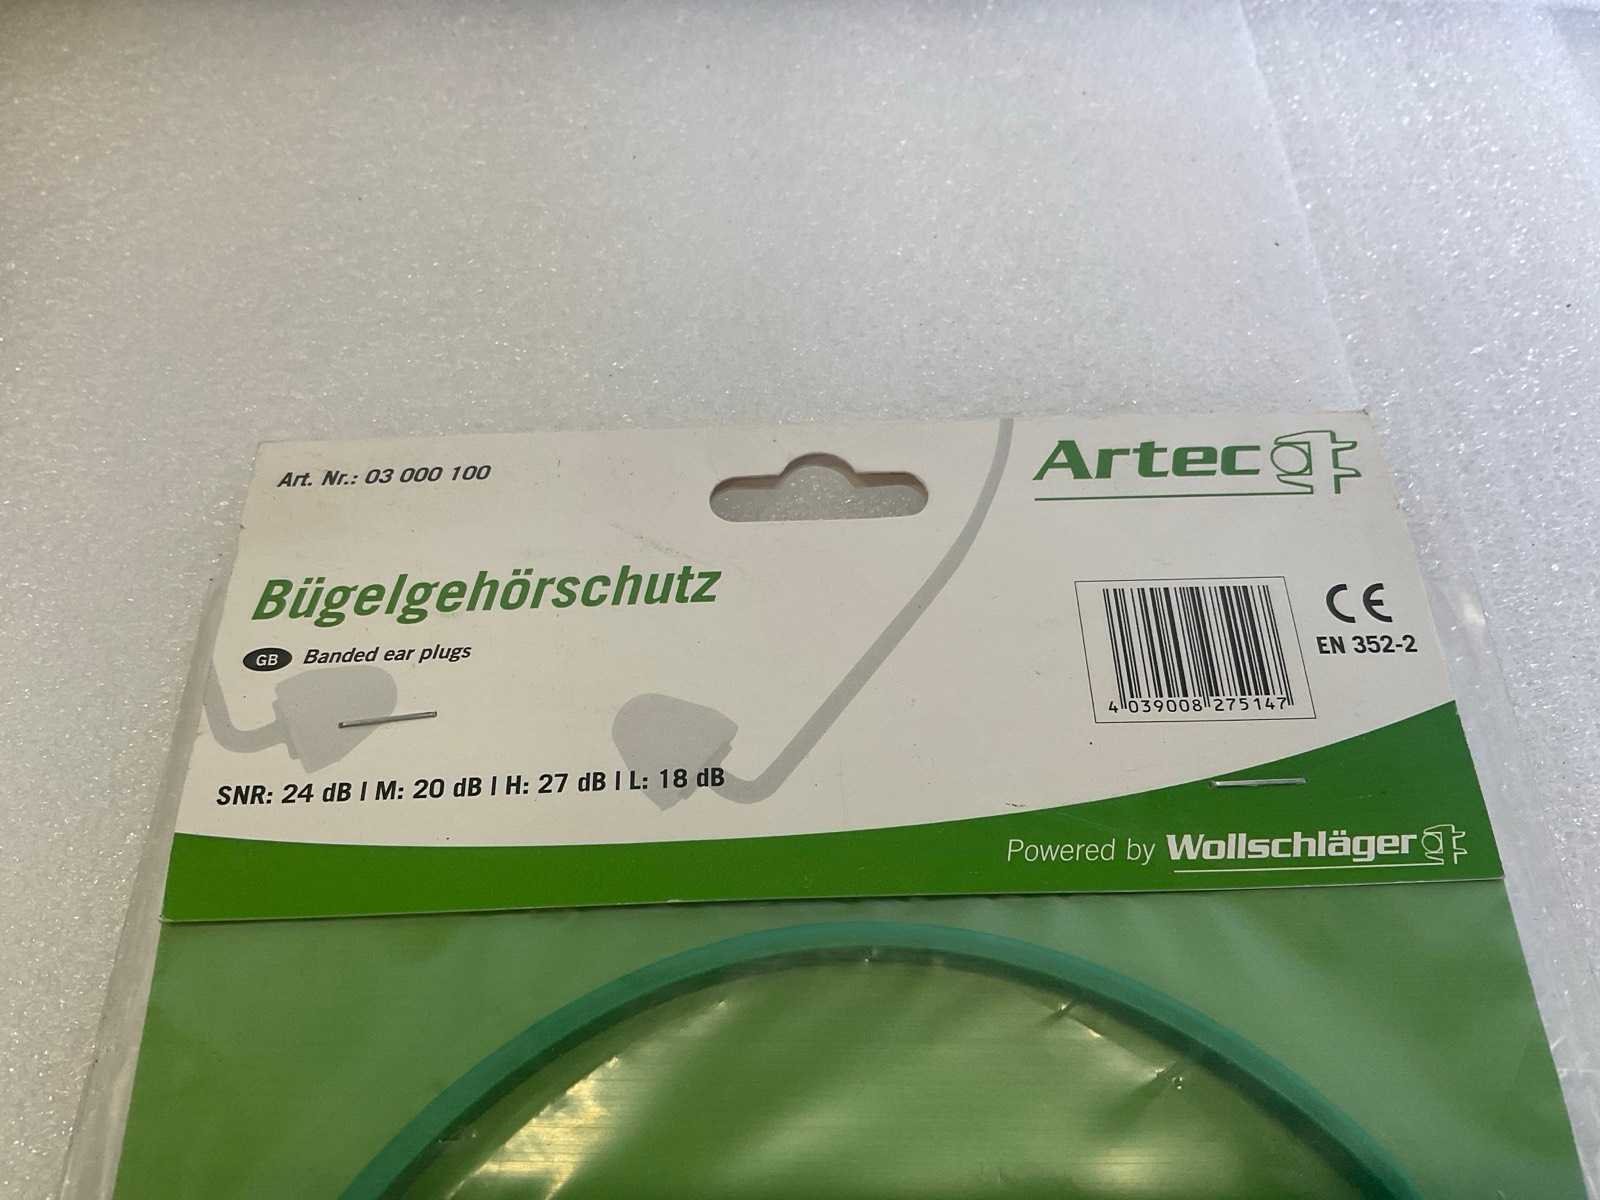 Art. Nr.: 03 000 100
Artec
Bügelgehörschutz
GB Banded ear plugs
CE
EN 352-2
4 039008 275147
SNR: 24 dB I M: 20 dB I H: 27 dB I L: 18 dB
Powered by Wollschläger